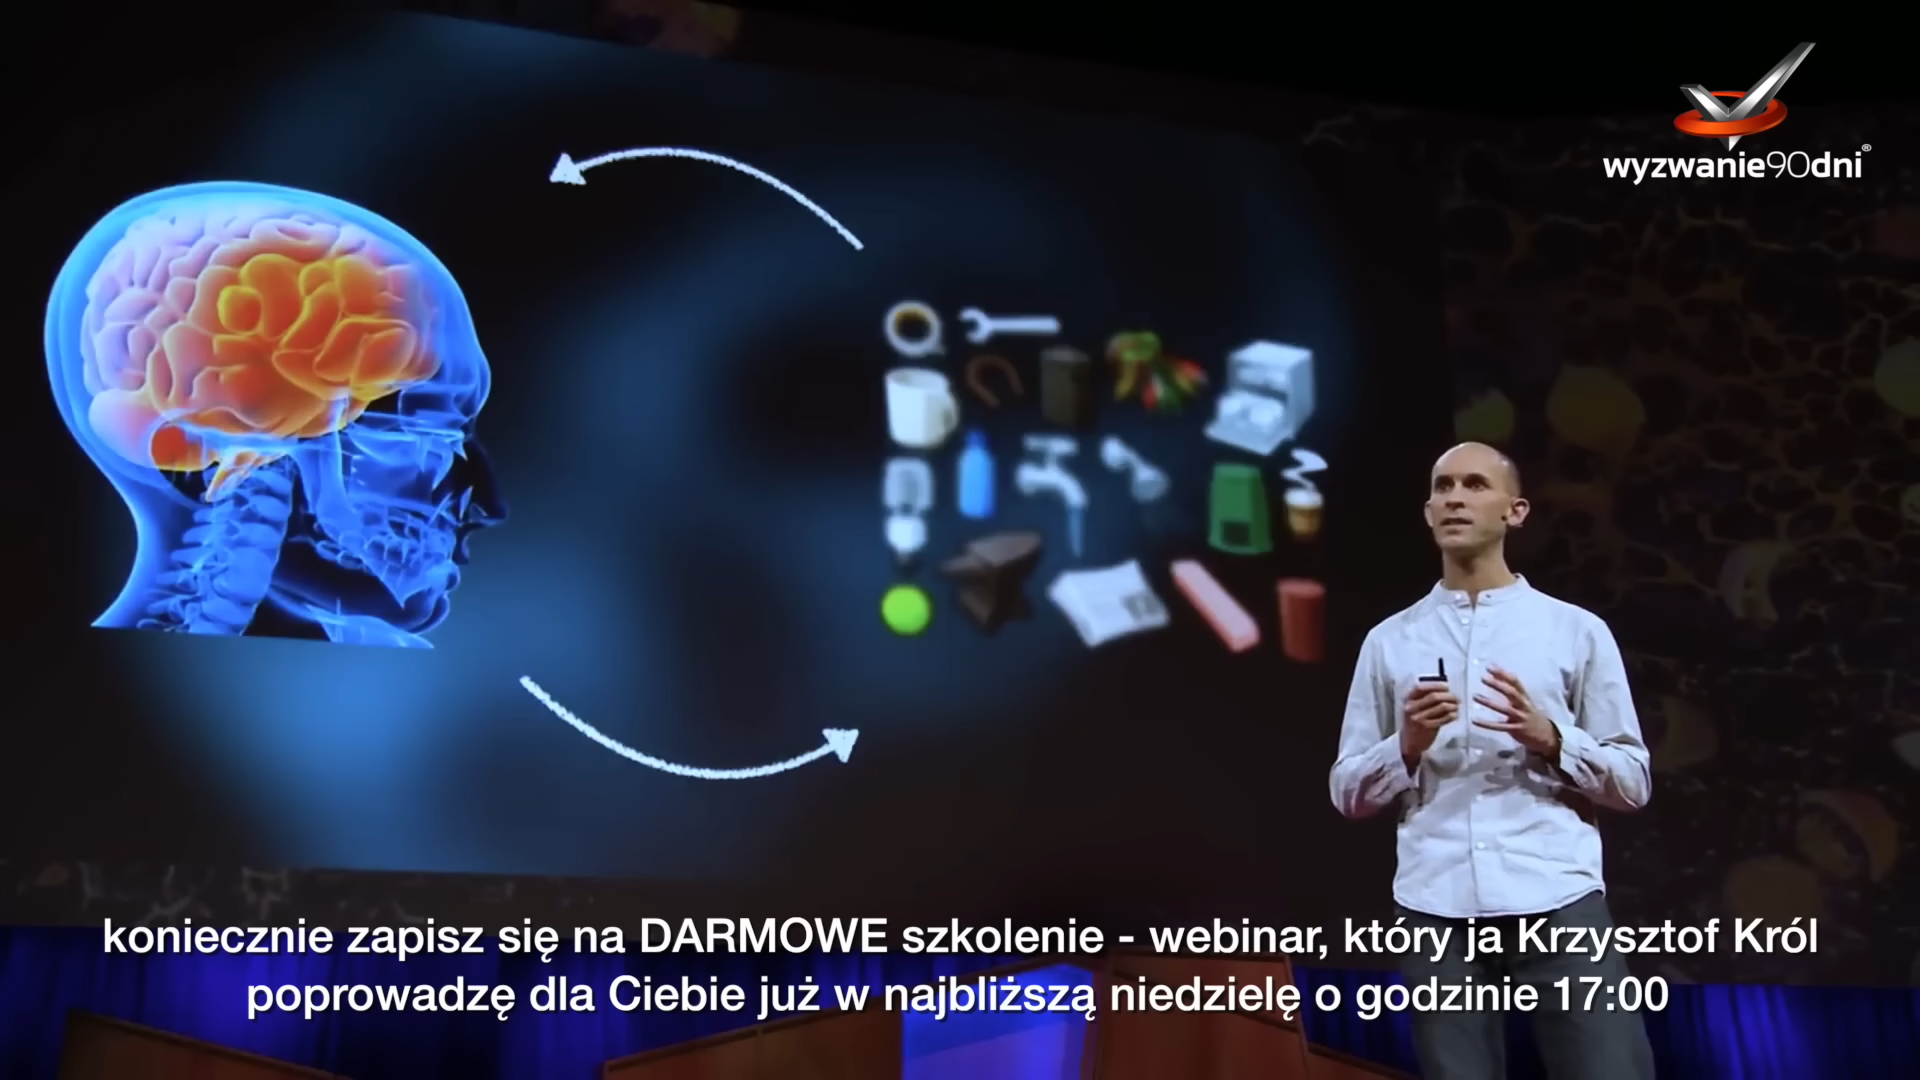 wyzwanie90dni®
koniecznie zapisz się na DARMOWE szkolenie - webinar, który ja Krzysztof Król
poprowadzę dla Ciebie już w najbliższą niedzielę o godzinie 17:00